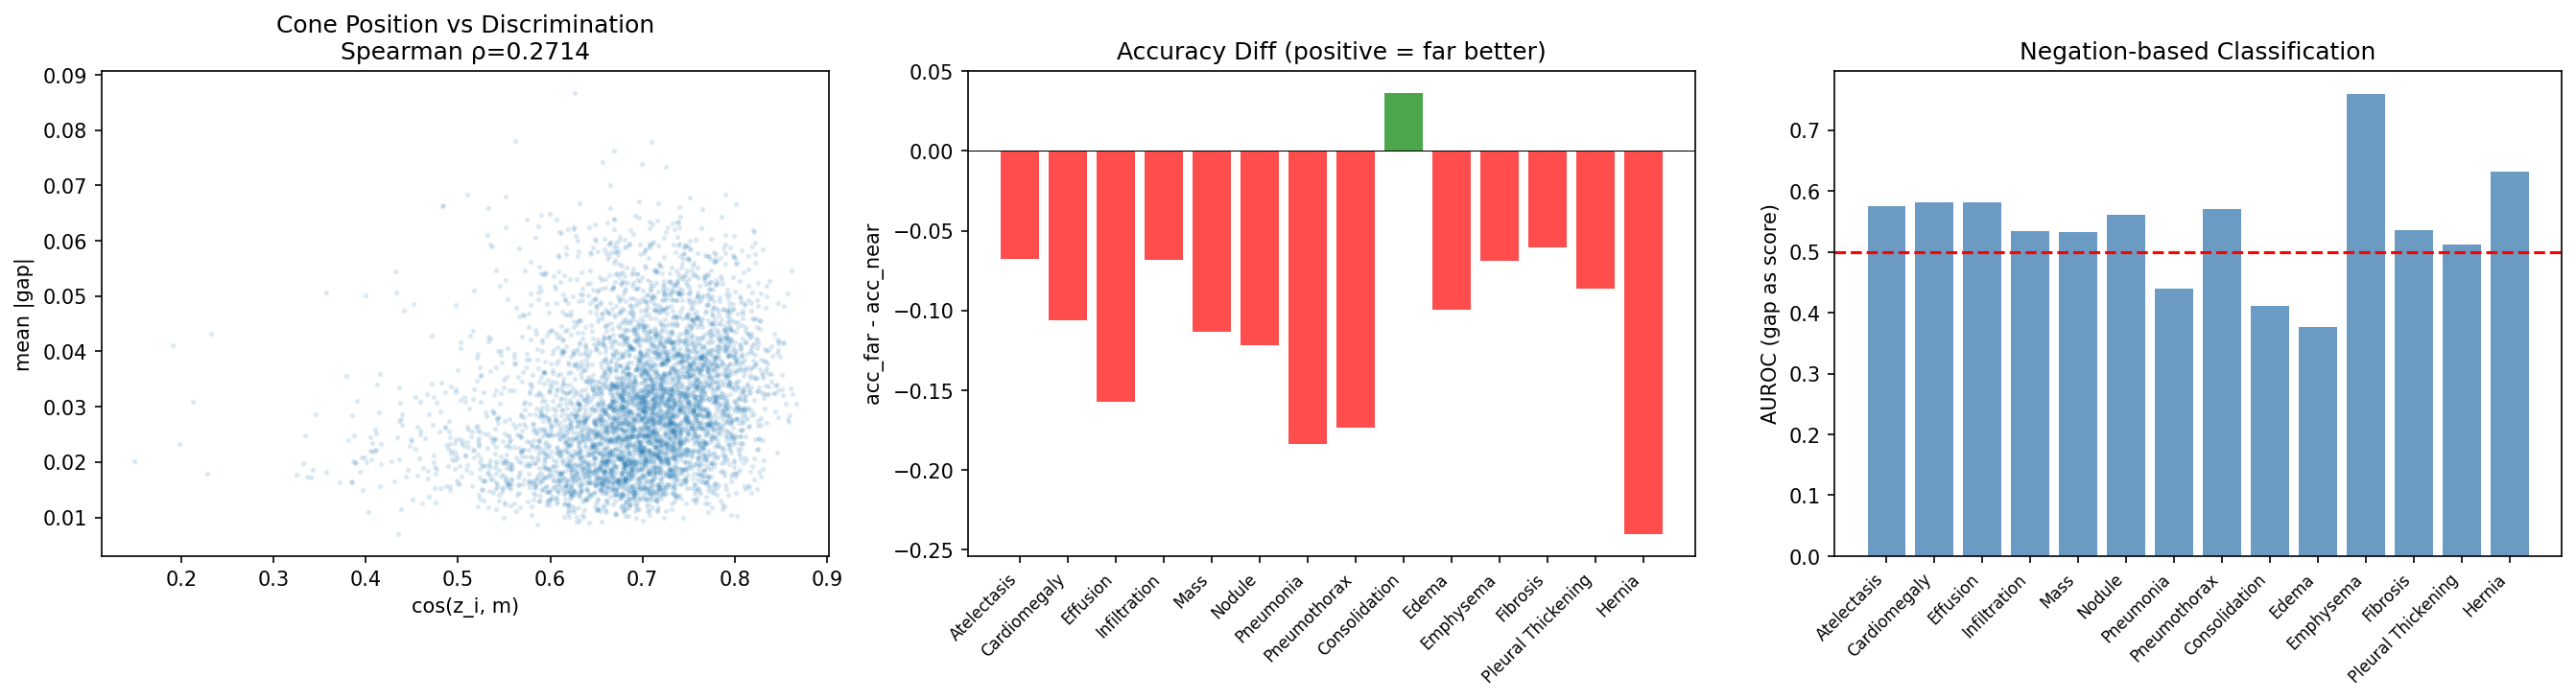 Cone Position vs Discrimination
Spearman ρ=0.2714
0.09
0.08
0.07
0.06
0.05
0.04
0.03
0.02
0.01
mean |gap|
0.2 0.3 0.4 0.5 0.6 0.7 0.8 0.9
cos(z_i, m)
Accuracy Diff (positive = far better)
0.05
0.00
−0.05
−0.10
−0.15
−0.20
−0.25
acc_far - acc_near
Atelectasis
Cardiomegaly
Effusion
Infiltration
Mass
Nodule
Pneumonia
Pneumothorax
Consolidation
Edema
Emphysema
Fibrosis
Pleural Thickening
Hernia
Negation-based Classification
0.7
0.6
0.5
0.4
0.3
0.2
0.1
0.0
AUROC (gap as score)
Atelectasis
Cardiomegaly
Effusion
Infiltration
Mass
Nodule
Pneumonia
Pneumothorax
Consolidation
Edema
Emphysema
Fibrosis
Pleural Thickening
Hernia